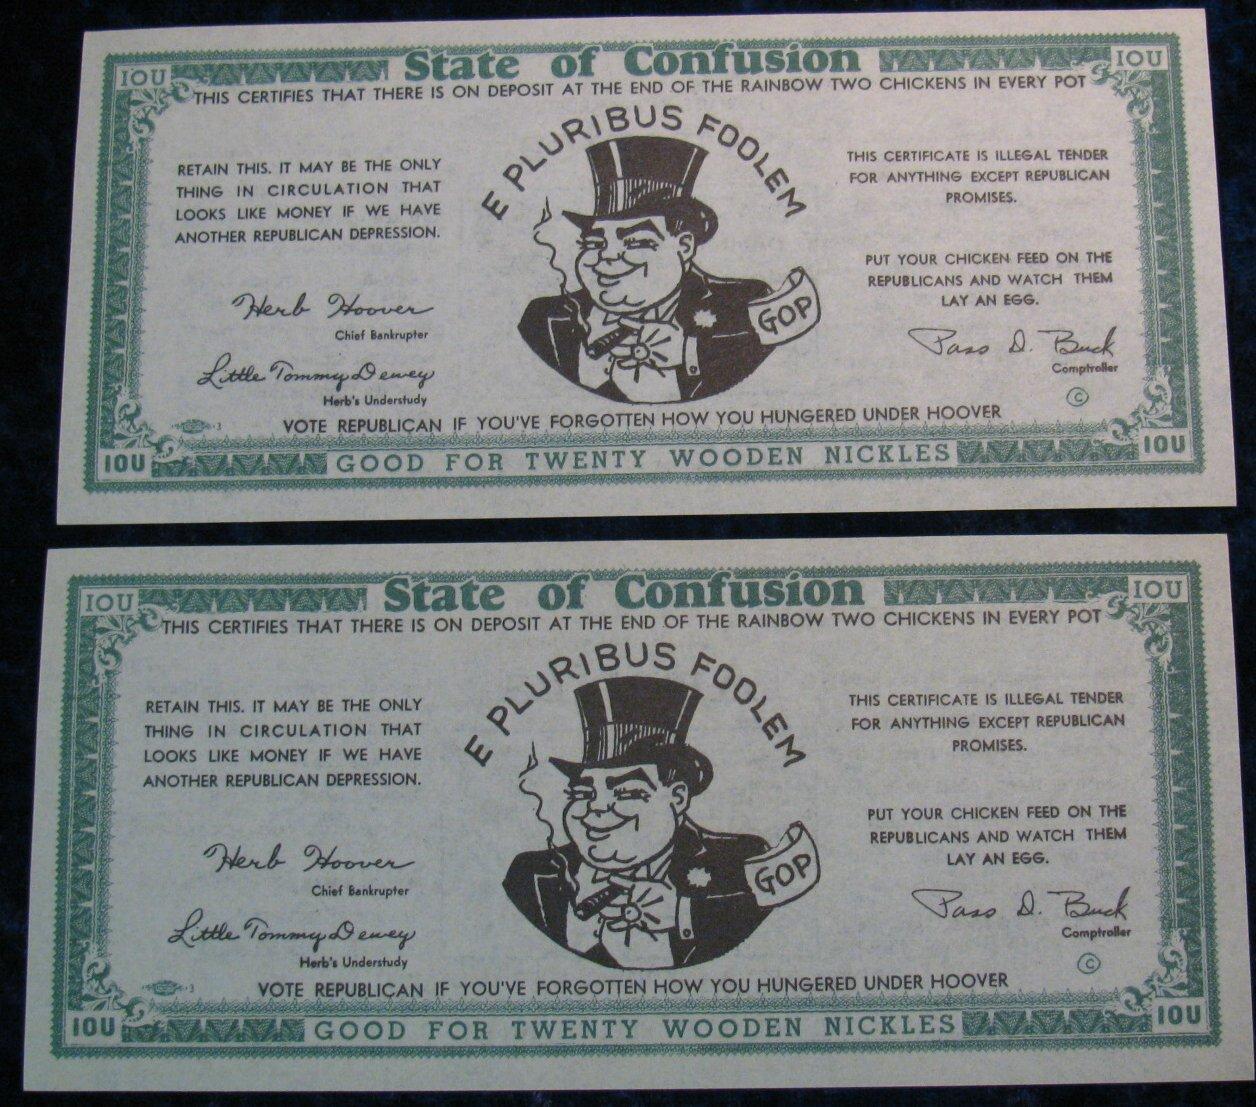 State of Confusion
IOU
IOU
THIS CERTIFIES THAT THERE IS ON DEPOSIT AT THE END OF THE RAINBOW TWO CHICKENS IN EVERY POT
E PLURIBUS FOOLEM
RETAIN THIS. IT MAY BE THE ONLY
THING IN CIRCULATION THAT
LOOKS LIKE MONEY IF WE HAVE
ANOTHER REPUBLICAN DEPRESSION.
Herb Hoover
Chief Bankrupter
Little Tommy Dewey
Herb's Understudy
GOP
THIS CERTIFICATE IS ILLEGAL TENDER
FOR ANYTHING EXCEPT REPUBLICAN
PROMISES.
PUT YOUR CHICKEN FEED ON THE
REPUBLICANS AND WATCH THEM
LAY AN EGG.
Pass D. Buck
Comptroller
©
3
VOTE REPUBLICAN IF YOU'VE FORGOTTEN HOW YOU HUNGERED UNDER HOOVER
IOU
GOOD FOR TWENTY WOODEN NICKLES
IOU
State of Confusion
IOU
IOU
THIS CERTIFIES THAT THERE IS ON DEPOSIT AT THE END OF THE RAINBOW TWO CHICKENS IN EVERY POT
E PLURIBUS FOOLEM
RETAIN THIS. IT MAY BE THE ONLY
THING IN CIRCULATION THAT
LOOKS LIKE MONEY IF WE HAVE
ANOTHER REPUBLICAN DEPRESSION.
Herb Hoover
Chief Bankrupter
Little Tommy Dewey
Herb's Understudy
GOP
THIS CERTIFICATE IS ILLEGAL TENDER
FOR ANYTHING EXCEPT REPUBLICAN
PROMISES.
PUT YOUR CHICKEN FEED ON THE
REPUBLICANS AND WATCH THEM
LAY AN EGG.
Pass D. Buck
Comptroller
©
3
VOTE REPUBLICAN IF YOU'VE FORGOTTEN HOW YOU HUNGERED UNDER HOOVER
IOU
GOOD FOR TWENTY WOODEN NICKLES
IOU